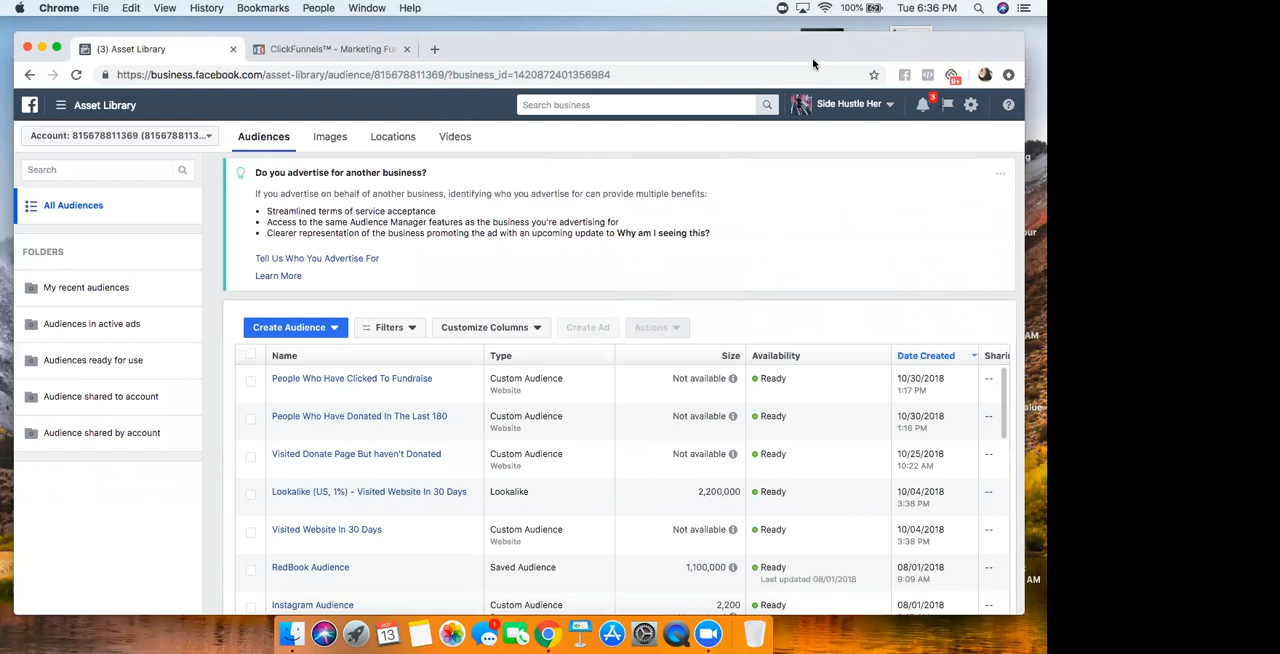 Chrome File Edit View History Bookmarks People Window Help 100% Tue 6:36 PM
(3) Asset Library ClickFunnels™ - Marketing Fu
https://business.facebook.com/asset-library/audience/815678811369/?business_id=1420872401356984 9+
Asset Library Search business Side Hustle Her 3
Account: 815678811369 (8156788113... Audiences Images Locations Videos
Search
All Audiences
FOLDERS
My recent audiences
Audiences in active ads
Audiences ready for use
Audience shared to account
Audience shared by account
Do you advertise for another business?
If you advertise on behalf of another business, identifying who you advertise for can provide multiple benefits:
• Streamlined terms of service acceptance
• Access to the same Audience Manager features as the business you're advertising for
• Clearer representation of the business promoting the ad with an upcoming update to Why am I seeing this?
Tell Us Who You Advertise For
Learn More
Create Audience Filters Customize Columns Create Ad Actions
Name Type Size Availability Date Created Sharin
People Who Have Clicked To Fundraise Custom Audience Not available Ready 10/30/2018 --
Website 1:17 PM
People Who Have Donated In The Last 180 Custom Audience Not available Ready 10/30/2018 --
Website 1:16 PM
Visited Donate Page But haven't Donated Custom Audience Not available Ready 10/25/2018 --
Website 10:22 AM
Lookalike (US, 1%) - Visited Website In 30 Days Lookalike 2,200,000 Ready 10/04/2018 --
3:38 PM
Visited Website In 30 Days Custom Audience Not available Ready 10/04/2018 --
Website 3:38 PM
RedBook Audience Saved Audience 1,100,000 Ready 08/01/2018 --
Last updated 08/01/2018 9:09 AM
Instagram Audience Custom Audience 2,200 Ready 08/01/2018 --
NOV
13 1